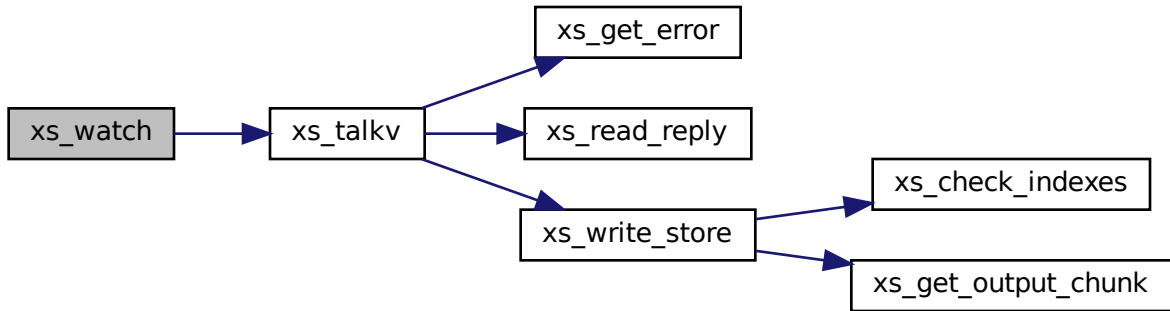 xs_get_error
xs_watch
xs_talkv
xs_read_reply
xs_check_indexes
xs_write_store
xs_get_output_chunk